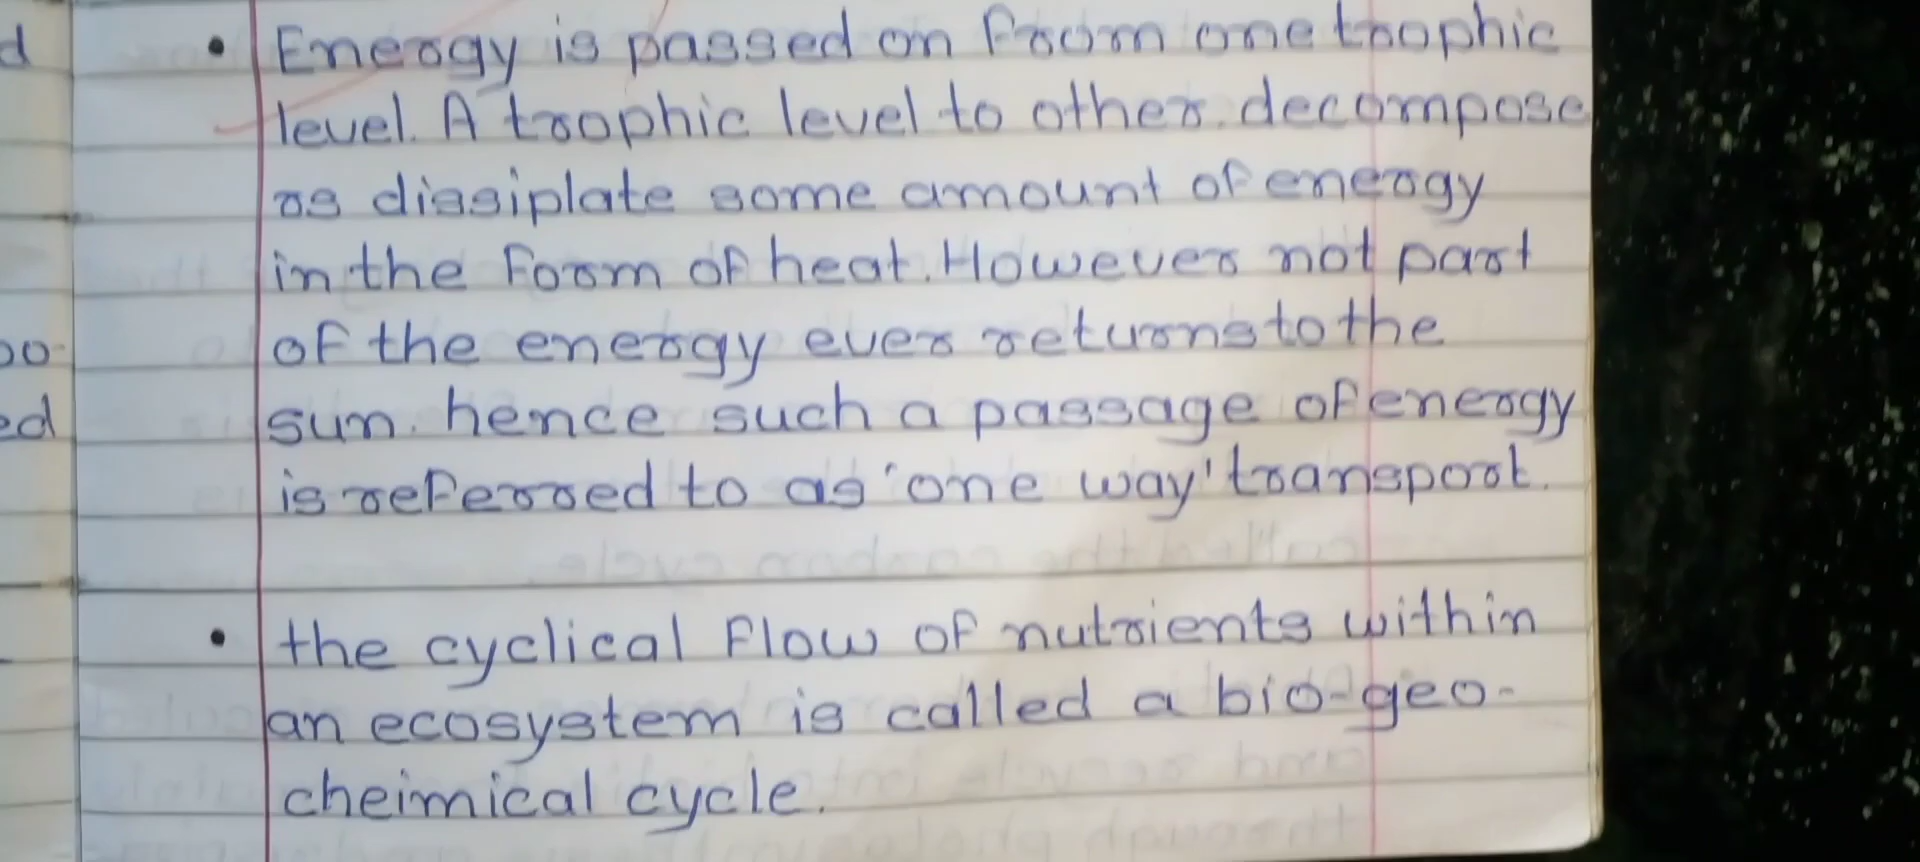 d
• Energy is passed on from one trophic
level. A trophic level to other. decompose
rs dissiplate some amount of energy
in the form of heat. However not part
of the energy ever returns to the
sun. hence such a passage of energy
is referred to as 'one way' transport.
• the cyclical flow of nutrients within
an ecosystem is called a bio-geo-
cheimical cycle.
ed